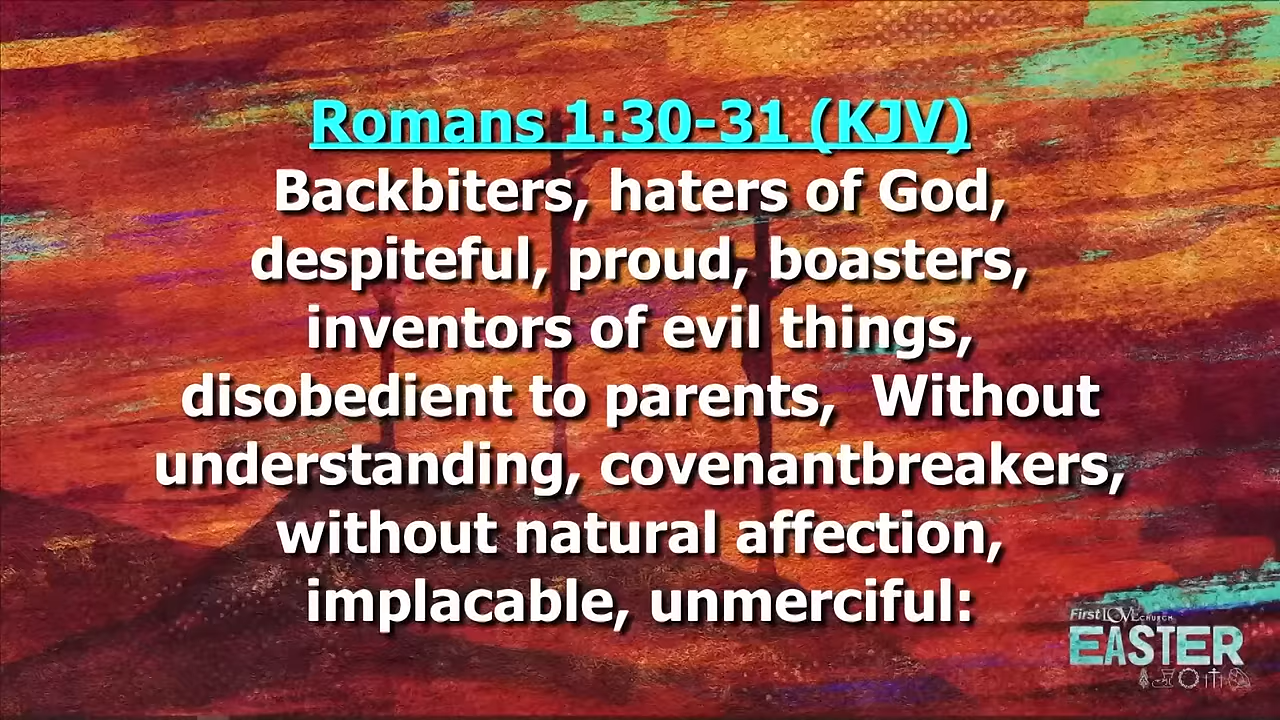 Romans 1:30-31 (KJV)
Backbiters, haters of God,
despiteful, proud, boasters,
inventors of evil things,
disobedient to parents,  Without
understanding, covenantbreakers,
without natural affection,
implacable, unmerciful:
First LOVE CHURCH
EASTER